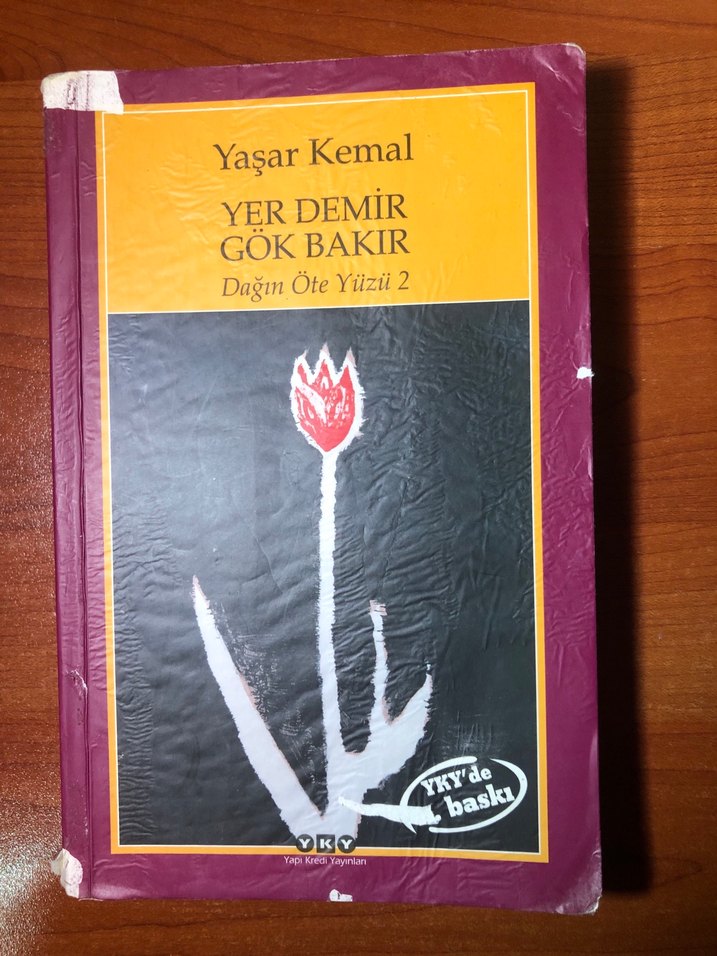 Yaşar Kemal
YER DEMİR
GÖK BAKIR
Dağın Öte Yüzü 2
YKY'de
baskı
YKY
Yapı Kredi Yayınları